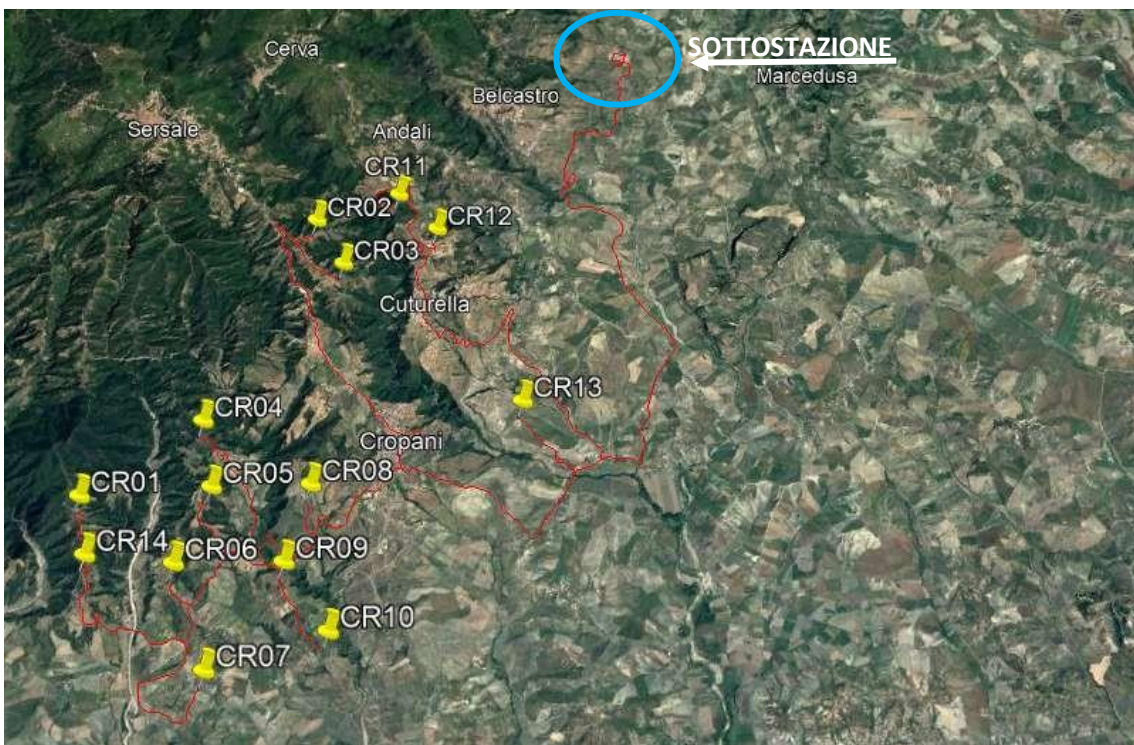 Cerva
SOTTOSTAZIONE
Marcedusa
Belcastro
Sersale
Andali
CR11
CR02
CR12
CR03
Cuturella
CR13
CR04
Cropani
CR01
CR05
CR08
CR14
CR06
CR09
CR10
CR07